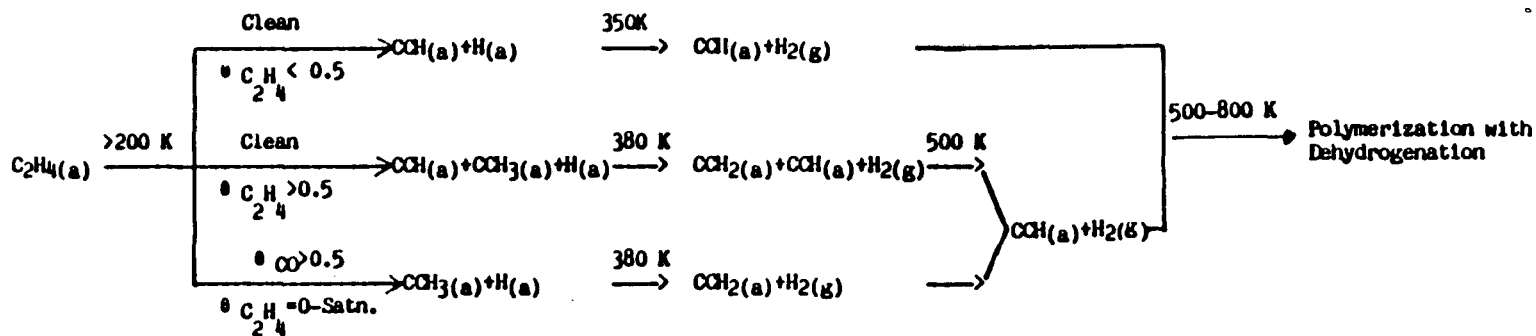 Clean 350K
CCH(a)+H(a) CCH(a)+H2(g)
θ C2H4 < 0.5
500-800 K
>200 K Clean 380 K 500 K Polymerization with
C2H4(a) CCH(a)+CCH3(a)+H(a) CCH2(a)+CCH(a)+H2(g) Dehydrogenation
θ C2H4 >0.5
CCH(a)+H2(g)
θ CO>0.5 380 K
CCH3(a)+H(a) CCH2(a)+H2(g)
θ C2H4 =0-Satn.